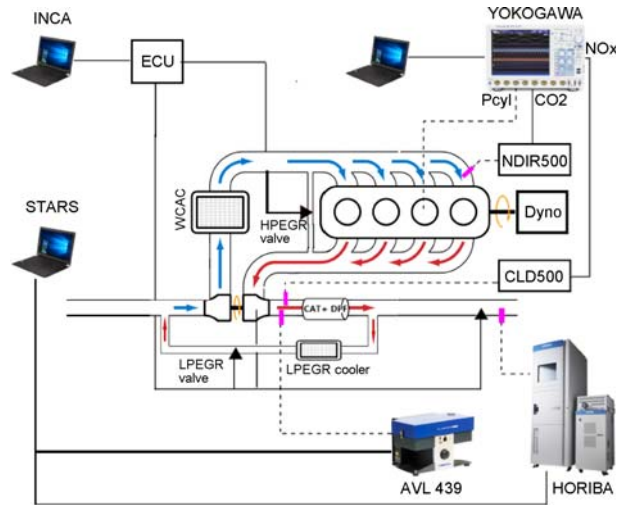 INCA
YOKOGAWA
NOx
ECU
Pcyl
CO2
NDIR500
WCAC
STARS
HPEGR
valve
Dyno
CLD500
CAT+ DPF
LPEGR
valve
LPEGR cooler
AVL 439
HORIBA